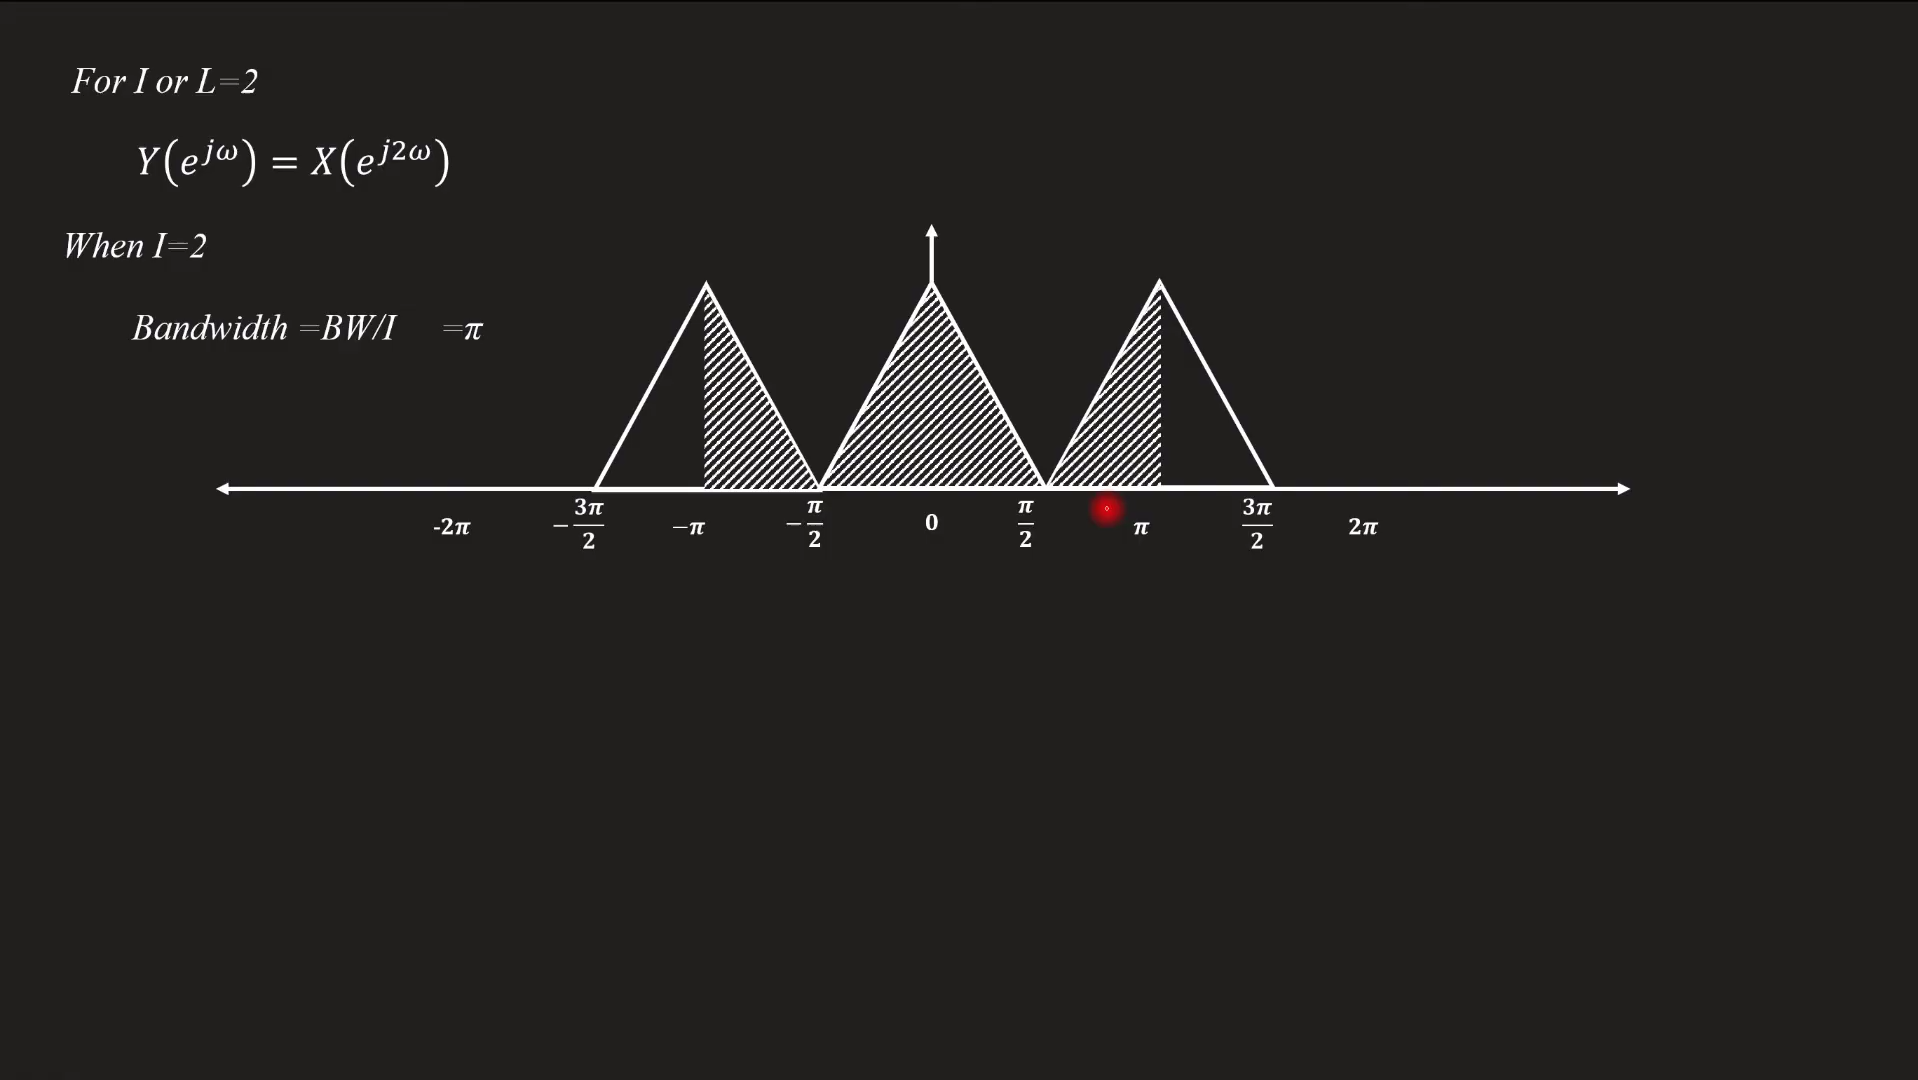 For I or L=2
Y(e^{jω}) = X(e^{j2ω})
When I=2
Bandwidth =BW/I =π
-2π −3π/2 −π −π/2 0 π/2 π 3π/2 2π